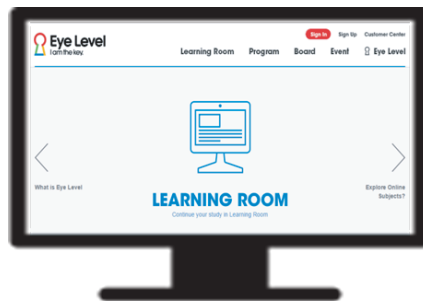 Eye Level
I am the key.
Sign In Sign Up Customer Center
Learning Room Program Board Event Eye Level
What is Eye Level
LEARNING ROOM
Continue your study in Learning Room
Explore Online
Subjects?